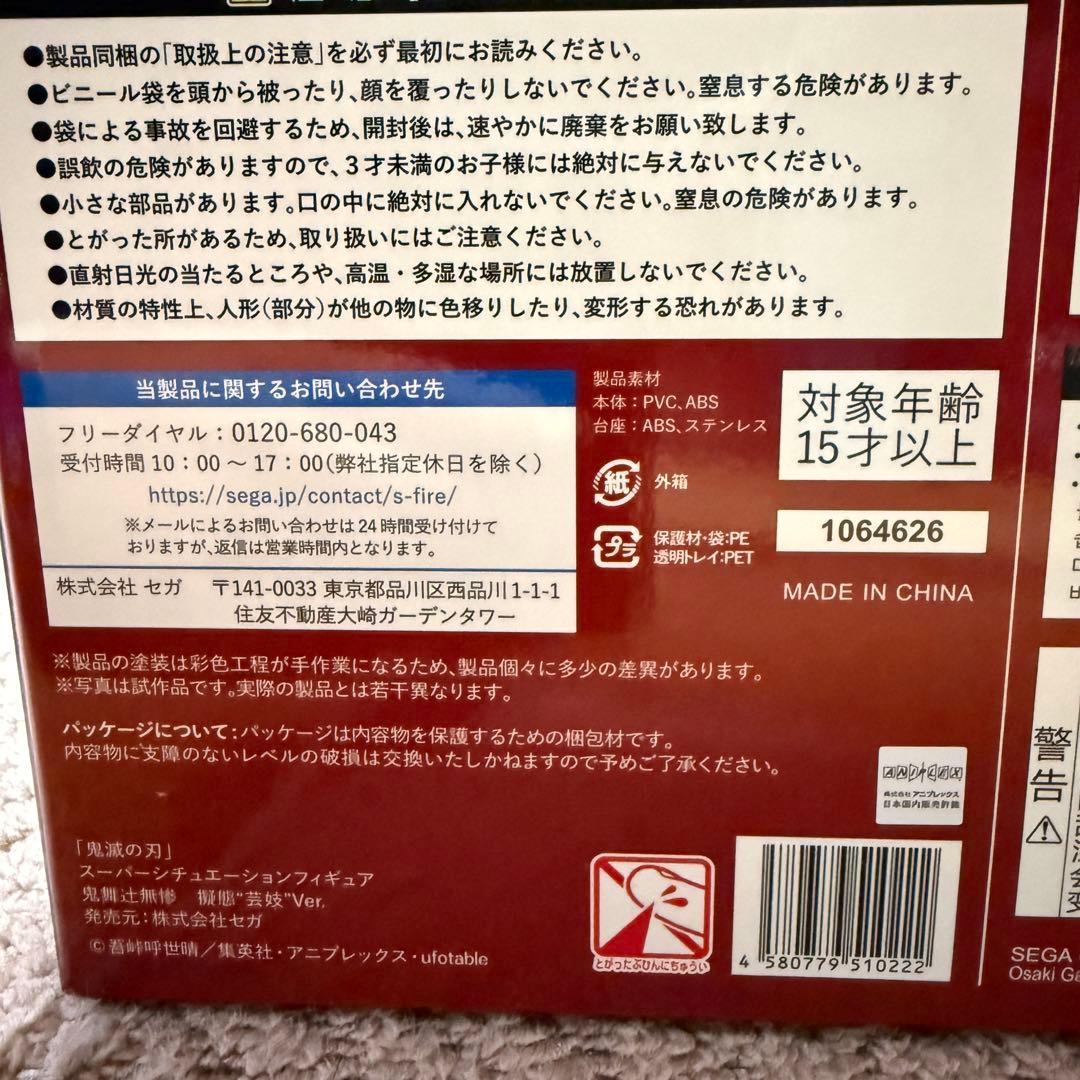 ●製品同梱の「取扱上の注意」を必ず最初にお読みください。
●ビニール袋を頭から被ったり、顔を覆ったりしないでください。窒息する危険があります。
●袋による事故を回避するため、開封後は、速やかに廃棄をお願い致します。
●誤飲の危険がありますので、3才未満のお子様には絶対に与えないでください。
●小さな部品があります。口の中に絶対に入れないでください。窒息の危険があります。
●とがった所があるため、取り扱いにはご注意ください。
●直射日光の当たるところや、高温・多湿な場所には放置しないでください。
●材質の特性上、人形(部分)が他の物に色移りしたり、変形する恐れがあります。
当製品に関するお問い合わせ先
フリーダイヤル：0120-680-043
受付時間 10：00 ～ 17：00(弊社指定休日を除く)
https://sega.jp/contact/s-fire/
※メールによるお問い合わせは24時間受け付けて
おりますが、返信は営業時間内となります。
株式会社 セガ 〒141-0033 東京都品川区西品川1-1-1
住友不動産大崎ガーデンタワー
製品素材
本体：PVC、ABS
台座：ABS、ステンレス
紙 外箱
プラ 保護材・袋:PE
透明トレイ:PET
対象年齢
15才以上
1064626
MADE IN CHINA
※製品の塗装は彩色工程が手作業になるため、製品個々に多少の差異があります。
※写真は試作品です。実際の製品とは若干異なります。
パッケージについて：パッケージは内容物を保護するための梱包材です。
内容物に支障のないレベルの破損は交換いたしかねますので予めご了承ください。
ANIPLEX
株式会社 アニプレックス
日本国内販売許諾
「鬼滅の刃」
スーパーシチュエーションフィギュア
鬼舞辻無惨 擬態“芸妓”Ver.
発売元：株式会社セガ
©吾峠呼世晴／集英社・アニプレックス・ufotable
とがったぶひんにちゅうい
4 580779 510222
警告
SEGA
Osaki Ga